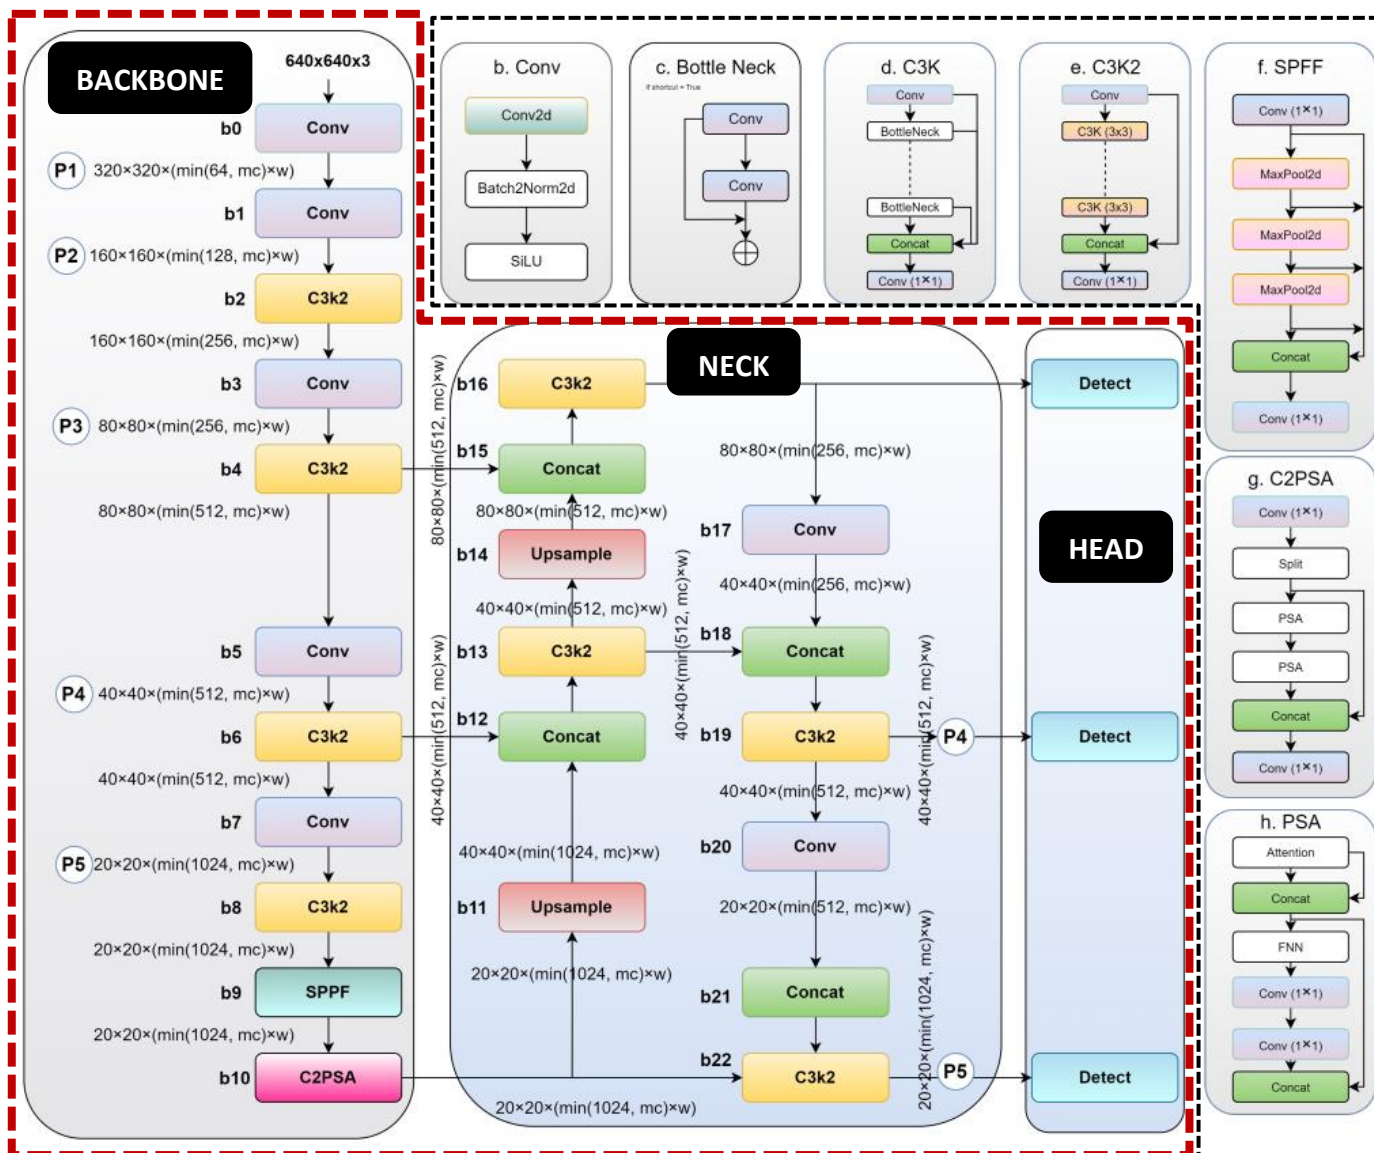 BACKBONE
640x640x3
b0
Conv
P1
320×320×(min(64, mc)×w)
b1
Conv
P2
160×160×(min(128, mc)×w)
b2
C3k2
160×160×(min(256, mc)×w)
b3
Conv
P3
80×80×(min(256, mc)×w)
b4
C3k2
80×80×(min(512, mc)×w)
b5
Conv
P4
40×40×(min(512, mc)×w)
b6
C3k2
40×40×(min(512, mc)×w)
b7
Conv
P5
20×20×(min(1024, mc)×w)
b8
C3k2
20×20×(min(1024, mc)×w)
b9
SPPF
20×20×(min(1024, mc)×w)
b10
C2PSA
NECK
b16
C3k2
80×80×(min(512, mc)×w)
b15
Concat
80×80×(min(512, mc)×w)
b14
Upsample
40×40×(min(512, mc)×w)
b13
C3k2
b12
Concat
40×40×(min(512, mc)×w)
40×40×(min(1024, mc)×w)
b11
Upsample
20×20×(min(1024, mc)×w)
20×20×(min(1024, mc)×w)
80×80×(min(256, mc)×w)
b17
Conv
40×40×(min(256, mc)×w)
40×40×(min(512, mc)×w)
b18
Concat
b19
C3k2
P4
40×40×(min(512, mc)×w)
40×40×(min(512, mc)×w)
b20
Conv
20×20×(min(512, mc)×w)
b21
Concat
20×20×(min(1024, mc)×w)
b22
C3k2
P5
HEAD
Detect
Detect
Detect
b. Conv
Conv2d
Batch2Norm2d
SiLU
c. Bottle Neck
If shortcut = True
Conv
Conv
d. C3K
Conv
BottleNeck
BottleNeck
Concat
Conv (1×1)
e. C3K2
Conv
C3K (3x3)
C3K (3x3)
Concat
Conv (1×1)
f. SPFF
Conv (1×1)
MaxPool2d
MaxPool2d
MaxPool2d
Concat
Conv (1×1)
g. C2PSA
Conv (1×1)
Split
PSA
PSA
Concat
Conv (1×1)
h. PSA
Attention
Concat
FNN
Conv (1×1)
Conv (1×1)
Concat